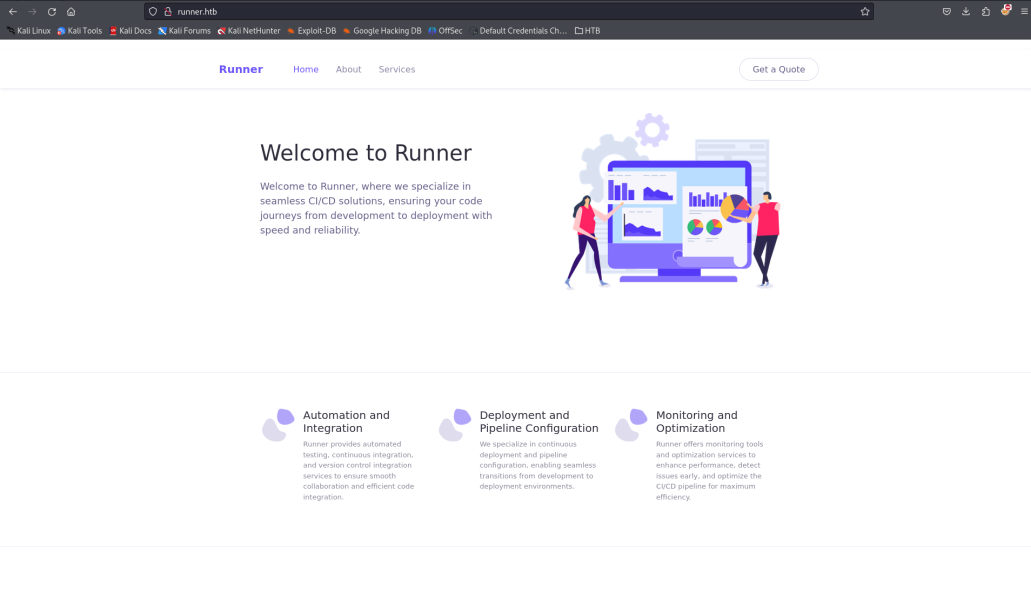 runner.htb
Kali Linux Kali Tools Kali Docs Kali Forums Kali NetHunter Exploit-DB Google Hacking DB OffSec Default Credentials Ch... HTB
Runner Home About Services Get a Quote
Welcome to Runner
Welcome to Runner, where we specialize in
seamless CI/CD solutions, ensuring your code
journeys from development to deployment with
speed and reliability.
Automation and
Integration
Runner provides automated
testing, continuous integration,
and version control integration
services to ensure smooth
collaboration and efficient code
integration.
Deployment and
Pipeline Configuration
We specialize in continuous
deployment and pipeline
configuration, enabling seamless
transitions from development to
deployment environments.
Monitoring and
Optimization
Runner offers monitoring tools
and optimization services to
enhance performance, detect
issues early, and optimize the
CI/CD pipeline for maximum
efficiency.